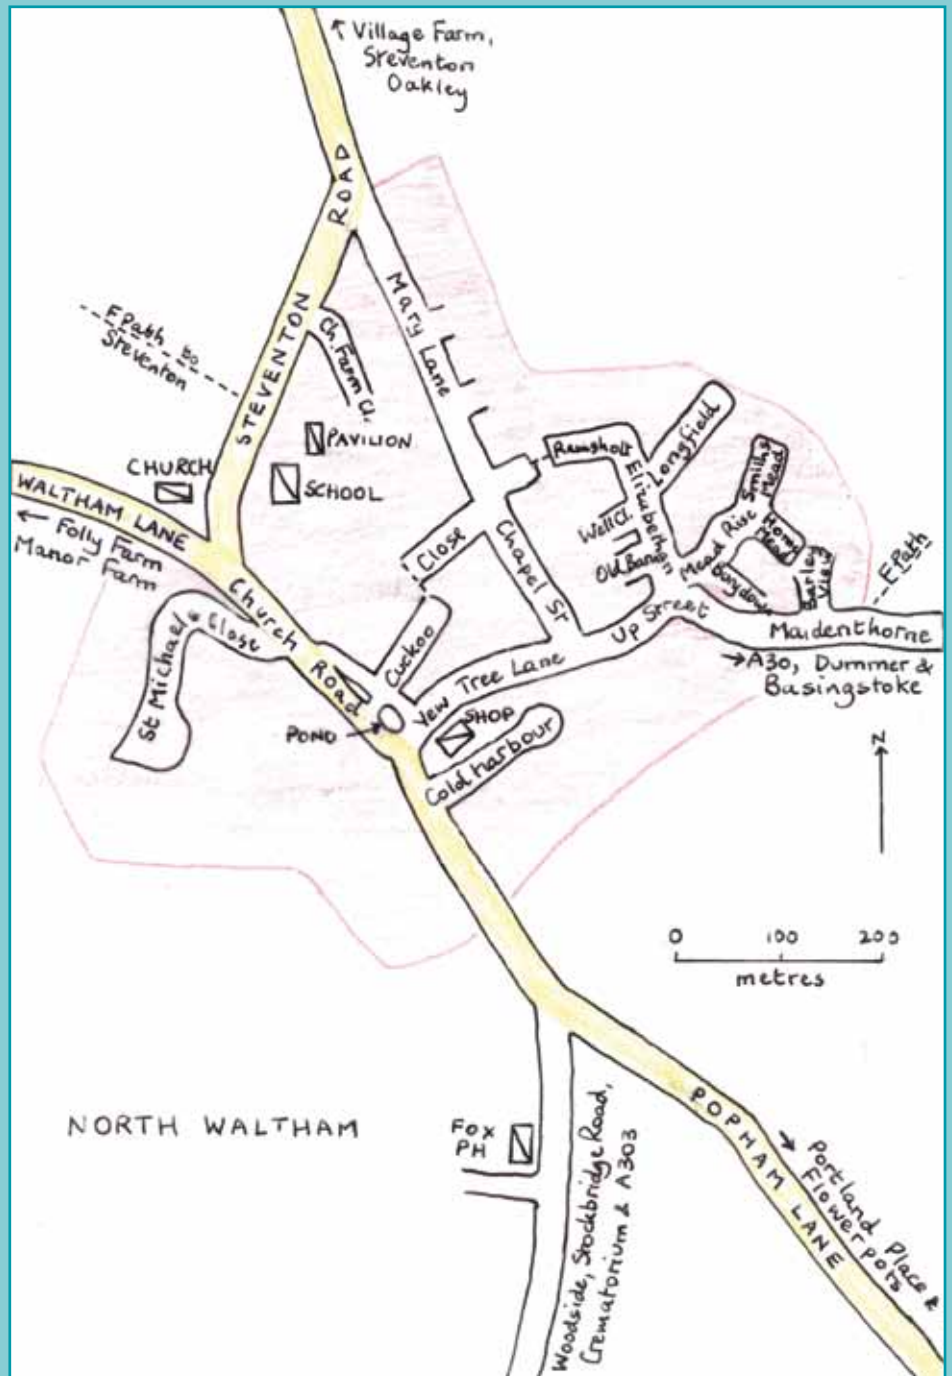 ↖ Village Farm,
Steventon
Oakley
STEVENTON ROAD
Mary Lane
F Path to
Steventon
Ch. Farm Cl.
PAVILION
CHURCH
SCHOOL
WALTHAM LANE
← Folly Farm
Manor Farm
Ramsholt
Longfield
Elizabethan
Well Cl.
Old Barn
Smiths
Mead
Mead Rise
Horns
Mead
Barley
View
F Path
Close
Chapel St
Up Street
Maidenthorne
→ A30, Dummer &
Basingstoke
Church Road
St Michael's Close
Cuckoo
Yew Tree Lane
POND
SHOP
Cold Harbour
N
0 100 200
metres
NORTH WALTHAM
FOX
PH
POPHAM LANE
Portland Place &
Flowerpots
Woodside, Stockbridge Road,
Crematorium & A303